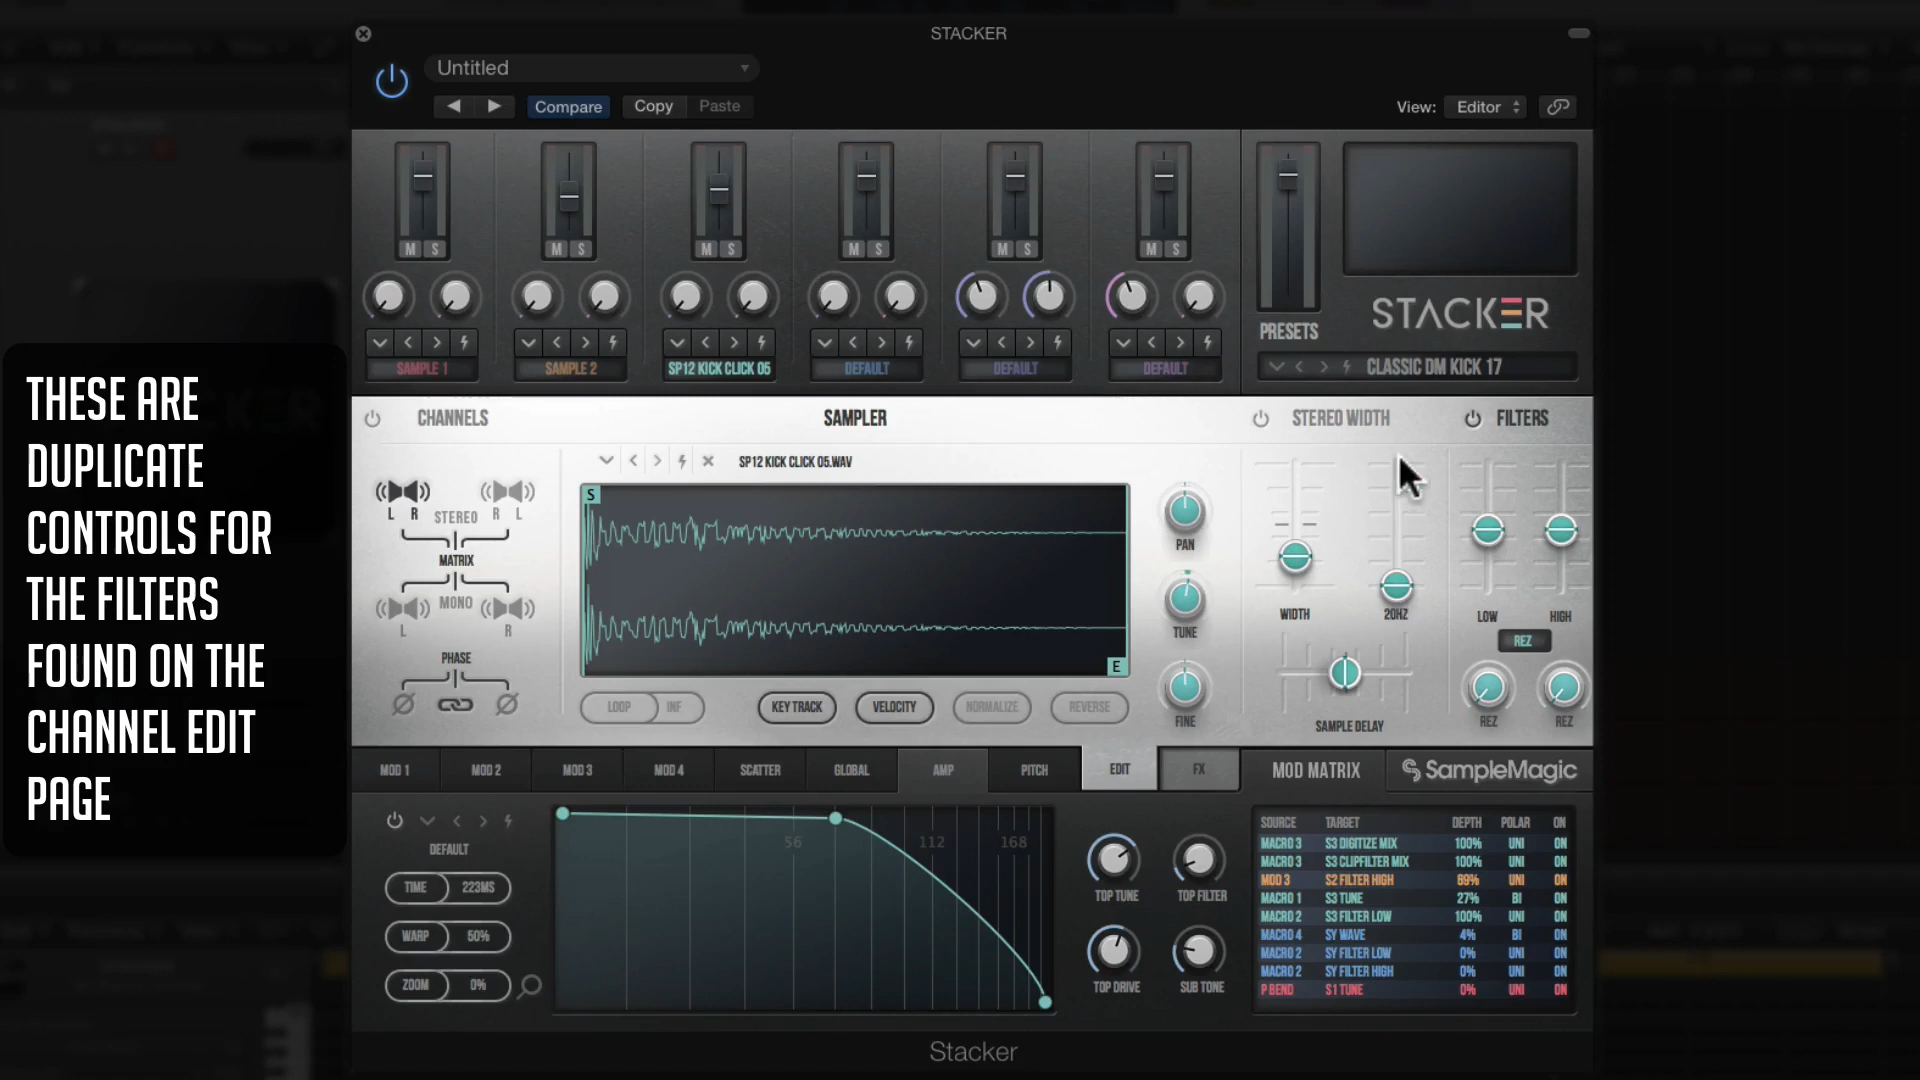 STACKER
Untitled
Compare
Copy
Paste
View:
Editor
M S
M S
M S
M S
M S
M S
PRESETS
STACKER
SAMPLE 1
SAMPLE 2
SP12 KICK CLICK 05
DEFAULT
DEFAULT
DEFAULT
CLASSIC DM KICK 17
THESE ARE
DUPLICATE
CONTROLS FOR
THE FILTERS
FOUND ON THE
CHANNEL EDIT
PAGE
CHANNELS
SAMPLER
STEREO WIDTH
FILTERS
SP12 KICK CLICK 05.WAV
L R STEREO R L
MATRIX
MONO
L R
PHASE
S
E
PAN
TUNE
FINE
LOOP INF
KEY TRACK
VELOCITY
NORMALIZE
REVERSE
WIDTH
20HZ
SAMPLE DELAY
LOW
HIGH
REZ
REZ
REZ
MOD 1
MOD 2
MOD 3
MOD 4
SCATTER
GLOBAL
AMP
PITCH
EDIT
FX
MOD MATRIX
SampleMagic
DEFAULT
TIME 223MS
WARP 50%
ZOOM 0%
56 112 168
TOP TUNE
TOP FILTER
TOP DRIVE
SUB TONE
SOURCE TARGET DEPTH POLAR ON
MACRO 3 S3 DIGITIZE MIX 100% UNI ON
MACRO 3 S3 CLIPFILTER MIX 100% UNI ON
MOD 3 S2 FILTER HIGH 69% UNI ON
MACRO 1 S3 TUNE 27% BI ON
MACRO 2 S3 FILTER LOW 100% UNI ON
MACRO 4 SY WAVE 4% BI ON
MACRO 2 SY FILTER LOW 0% UNI ON
MACRO 2 SY FILTER HIGH 0% UNI ON
P BEND S1 TUNE 0% UNI ON
Stacker